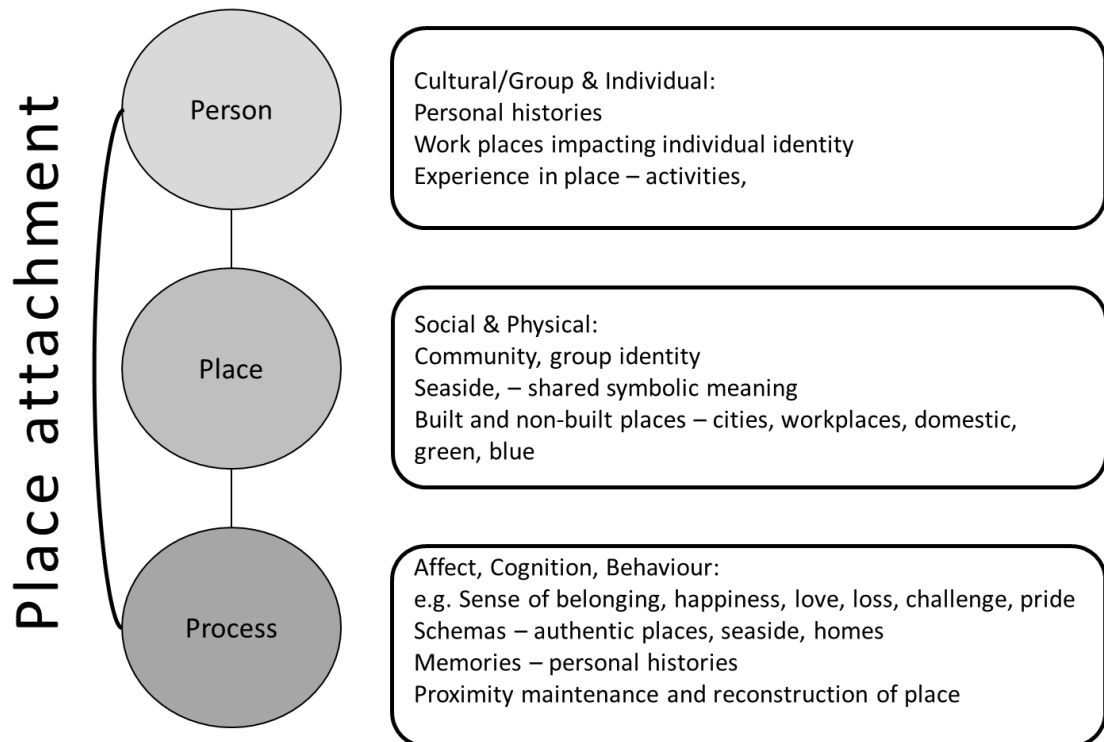 Place attachment
Person
Cultural/Group & Individual:
Personal histories
Work places impacting individual identity
Experience in place – activities,
Place
Social & Physical:
Community, group identity
Seaside, – shared symbolic meaning
Built and non-built places – cities, workplaces, domestic,
green, blue
Process
Affect, Cognition, Behaviour:
e.g. Sense of belonging, happiness, love, loss, challenge, pride
Schemas – authentic places, seaside, homes
Memories – personal histories
Proximity maintenance and reconstruction of place